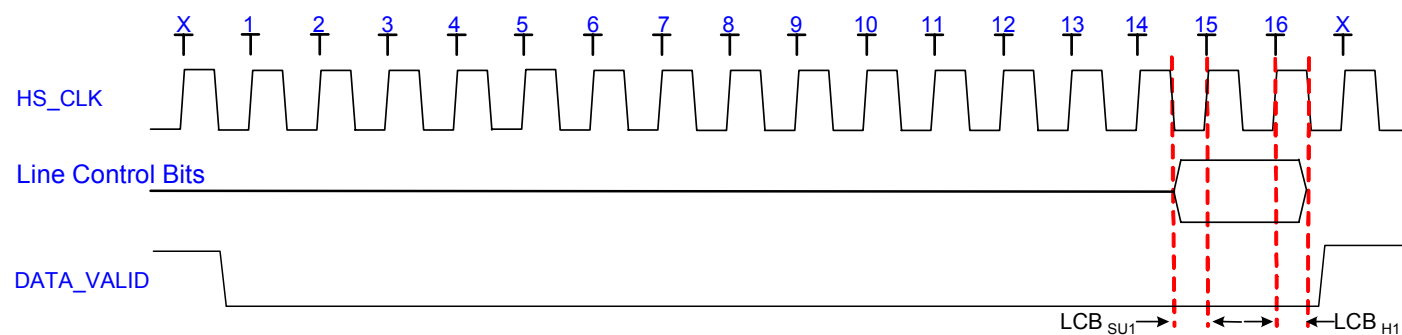 X 1 2 3 4 5 6 7 8 9 10 11 12 13 14 15 16 X
HS_CLK
Line Control Bits
DATA_VALID
LCB SU1 LCB H1